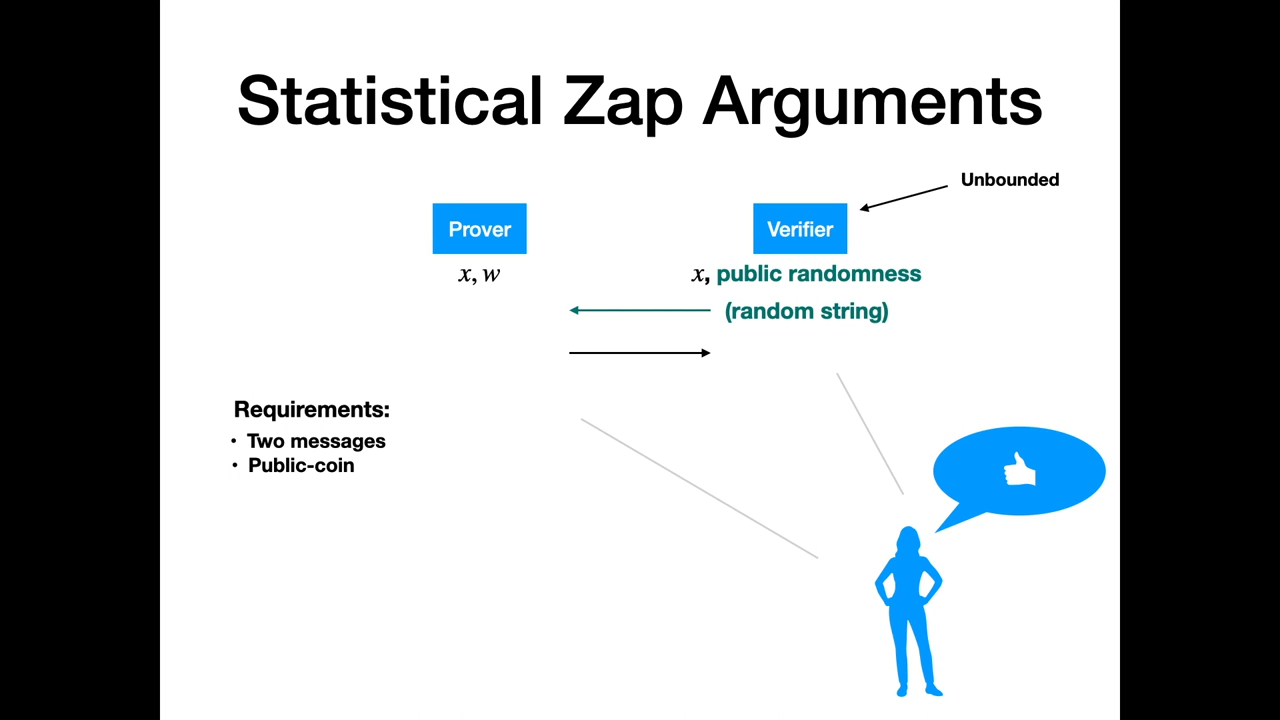 Statistical Zap Arguments
Unbounded
Prover
Verifier
x, w
x, public randomness
(random string)
Requirements:
• Two messages
• Public-coin